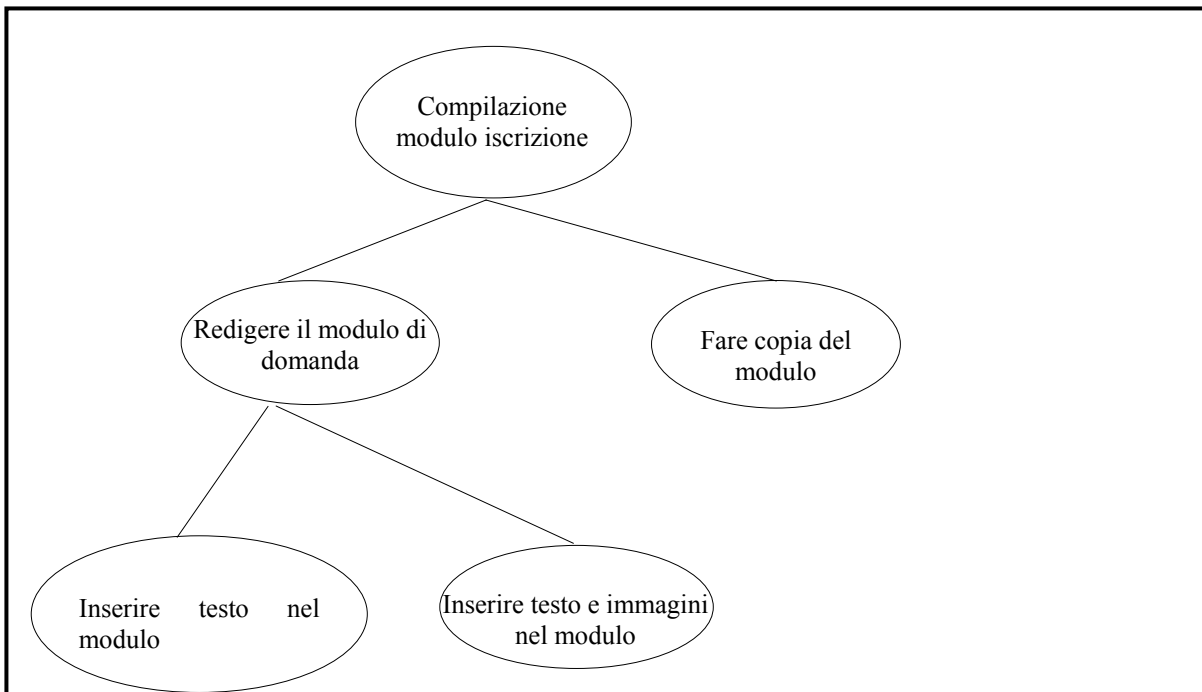 Compilazione
modulo iscrizione
Redigere il modulo di
domanda
Fare copia del
modulo
Inserire testo nel
modulo
Inserire testo e immagini
nel modulo